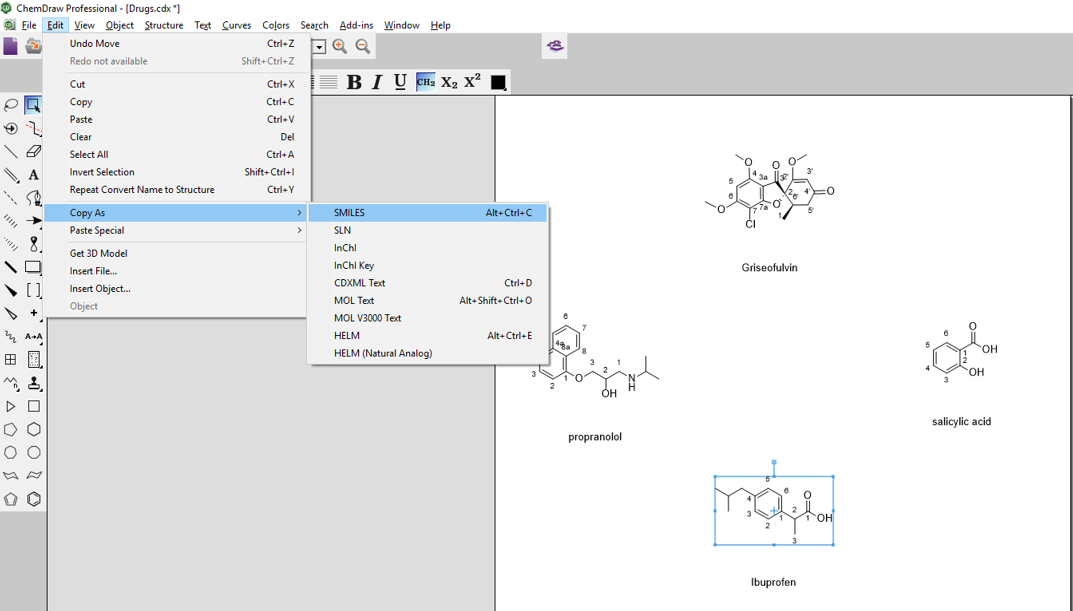 ChemDraw Professional - [Drugs.cdx *]
File Edit View Object Structure Text Curves Colors Search Add-ins Window Help
Undo Move Ctrl+Z
Redo not available Shift+Ctrl+Z
Cut Ctrl+X
Copy Ctrl+C
Paste Ctrl+V
Clear Del
Select All Ctrl+A
Invert Selection Shift+Ctrl+I
Repeat Convert Name to Structure Ctrl+Y
Copy As
Paste Special
Get 3D Model
Insert File...
Insert Object...
Object
SMILES Alt+Ctrl+C
SLN
InChI
InChI Key
CDXML Text Ctrl+D
MOL Text Alt+Shift+Ctrl+O
MOL V3000 Text
HELM Alt+Ctrl+E
HELM (Natural Analog)
B I U CH2 X2 X2
A
A→A
O 4 3a O 3 2' O 3'
5 4' O
6 2 6'
O 7 7a O 1' 5'
Cl 1
Griseofulvin
6 7
4a 8a 8
3 2 1 O 3 2 1 N H
OH
propranolol
6 O
5 1 OH
4 2
3 OH
salicylic acid
5 6 O
4 2 1 OH
3 1
2 3
Ibuprofen